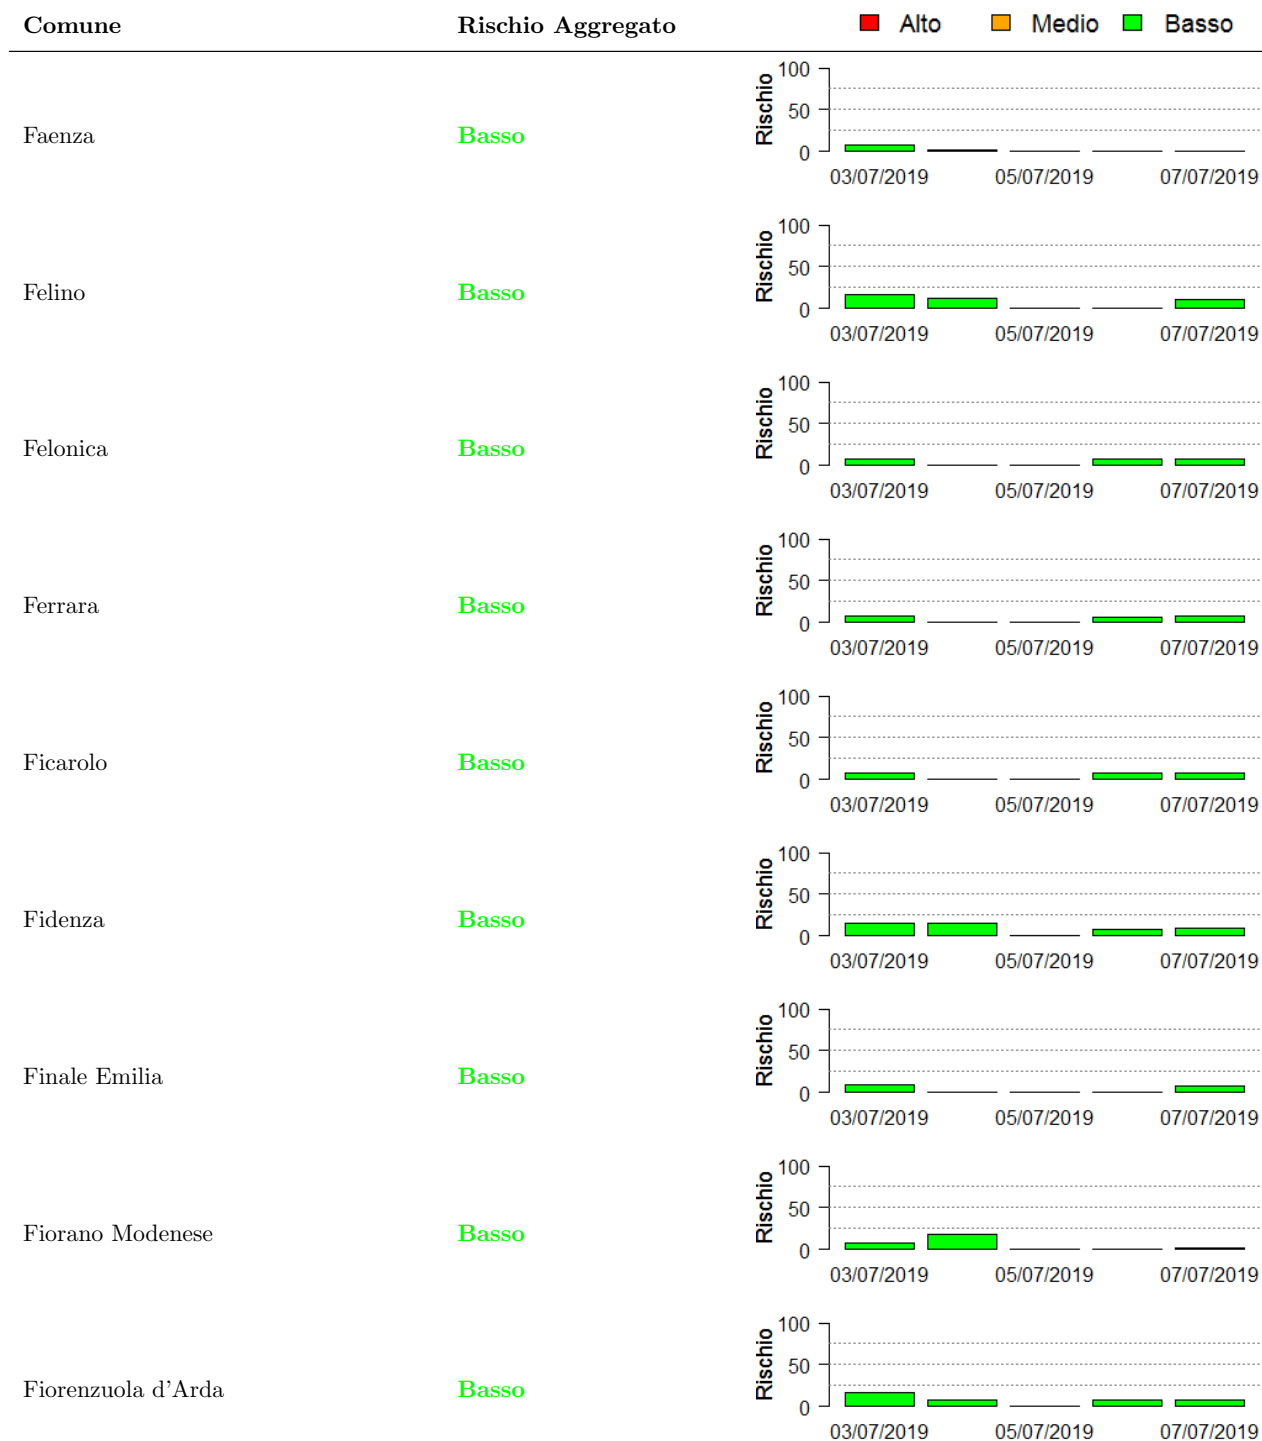 Comune Rischio Aggregato Alto Medio Basso
100
50
0
Rischio
Faenza Basso
03/07/2019 05/07/2019 07/07/2019
100
50
0
Rischio
Felino Basso
03/07/2019 05/07/2019 07/07/2019
100
50
0
Rischio
Felonica Basso
03/07/2019 05/07/2019 07/07/2019
100
50
0
Rischio
Ferrara Basso
03/07/2019 05/07/2019 07/07/2019
100
50
0
Rischio
Ficarolo Basso
03/07/2019 05/07/2019 07/07/2019
100
50
0
Rischio
Fidenza Basso
03/07/2019 05/07/2019 07/07/2019
100
50
0
Rischio
Finale Emilia Basso
03/07/2019 05/07/2019 07/07/2019
100
50
0
Rischio
Fiorano Modenese Basso
03/07/2019 05/07/2019 07/07/2019
100
50
0
Rischio
Fiorenzuola d'Arda Basso
03/07/2019 05/07/2019 07/07/2019